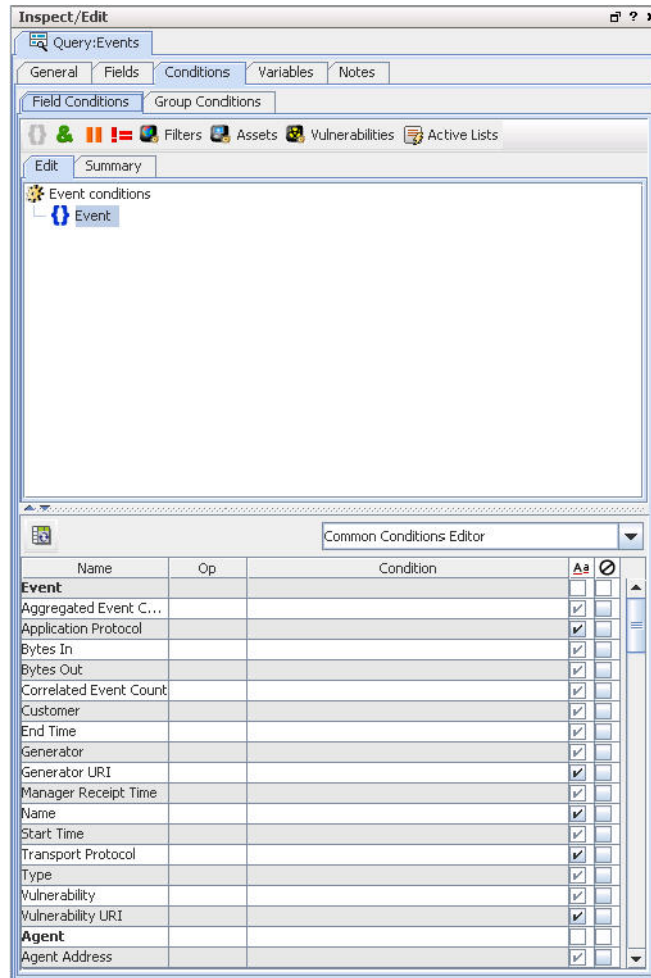 Inspect/Edit
Query:Events
General Fields Conditions Variables Notes
Field Conditions Group Conditions
{} & != Filters Assets Vulnerabilities Active Lists
Edit Summary
Event conditions
{} Event
Common Conditions Editor
Name Op Condition Aa
Event
Aggregated Event C...
Application Protocol
Bytes In
Bytes Out
Correlated Event Count
Customer
End Time
Generator
Generator URI
Manager Receipt Time
Name
Start Time
Transport Protocol
Type
Vulnerability
Vulnerability URI
Agent
Agent Address